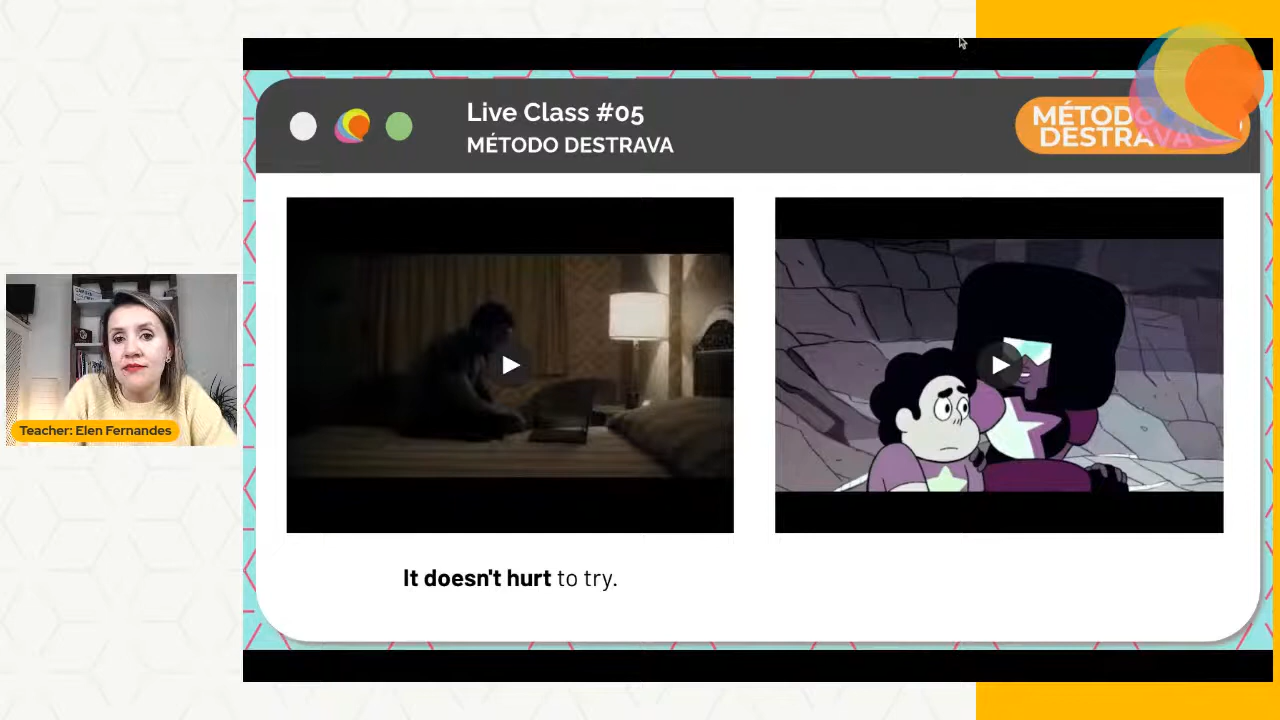 Live Class #05
MÉTODO DESTRAVA
MÉTODO
DESTRAVA
Teacher: Elen Fernandes
It doesn't hurt to try.